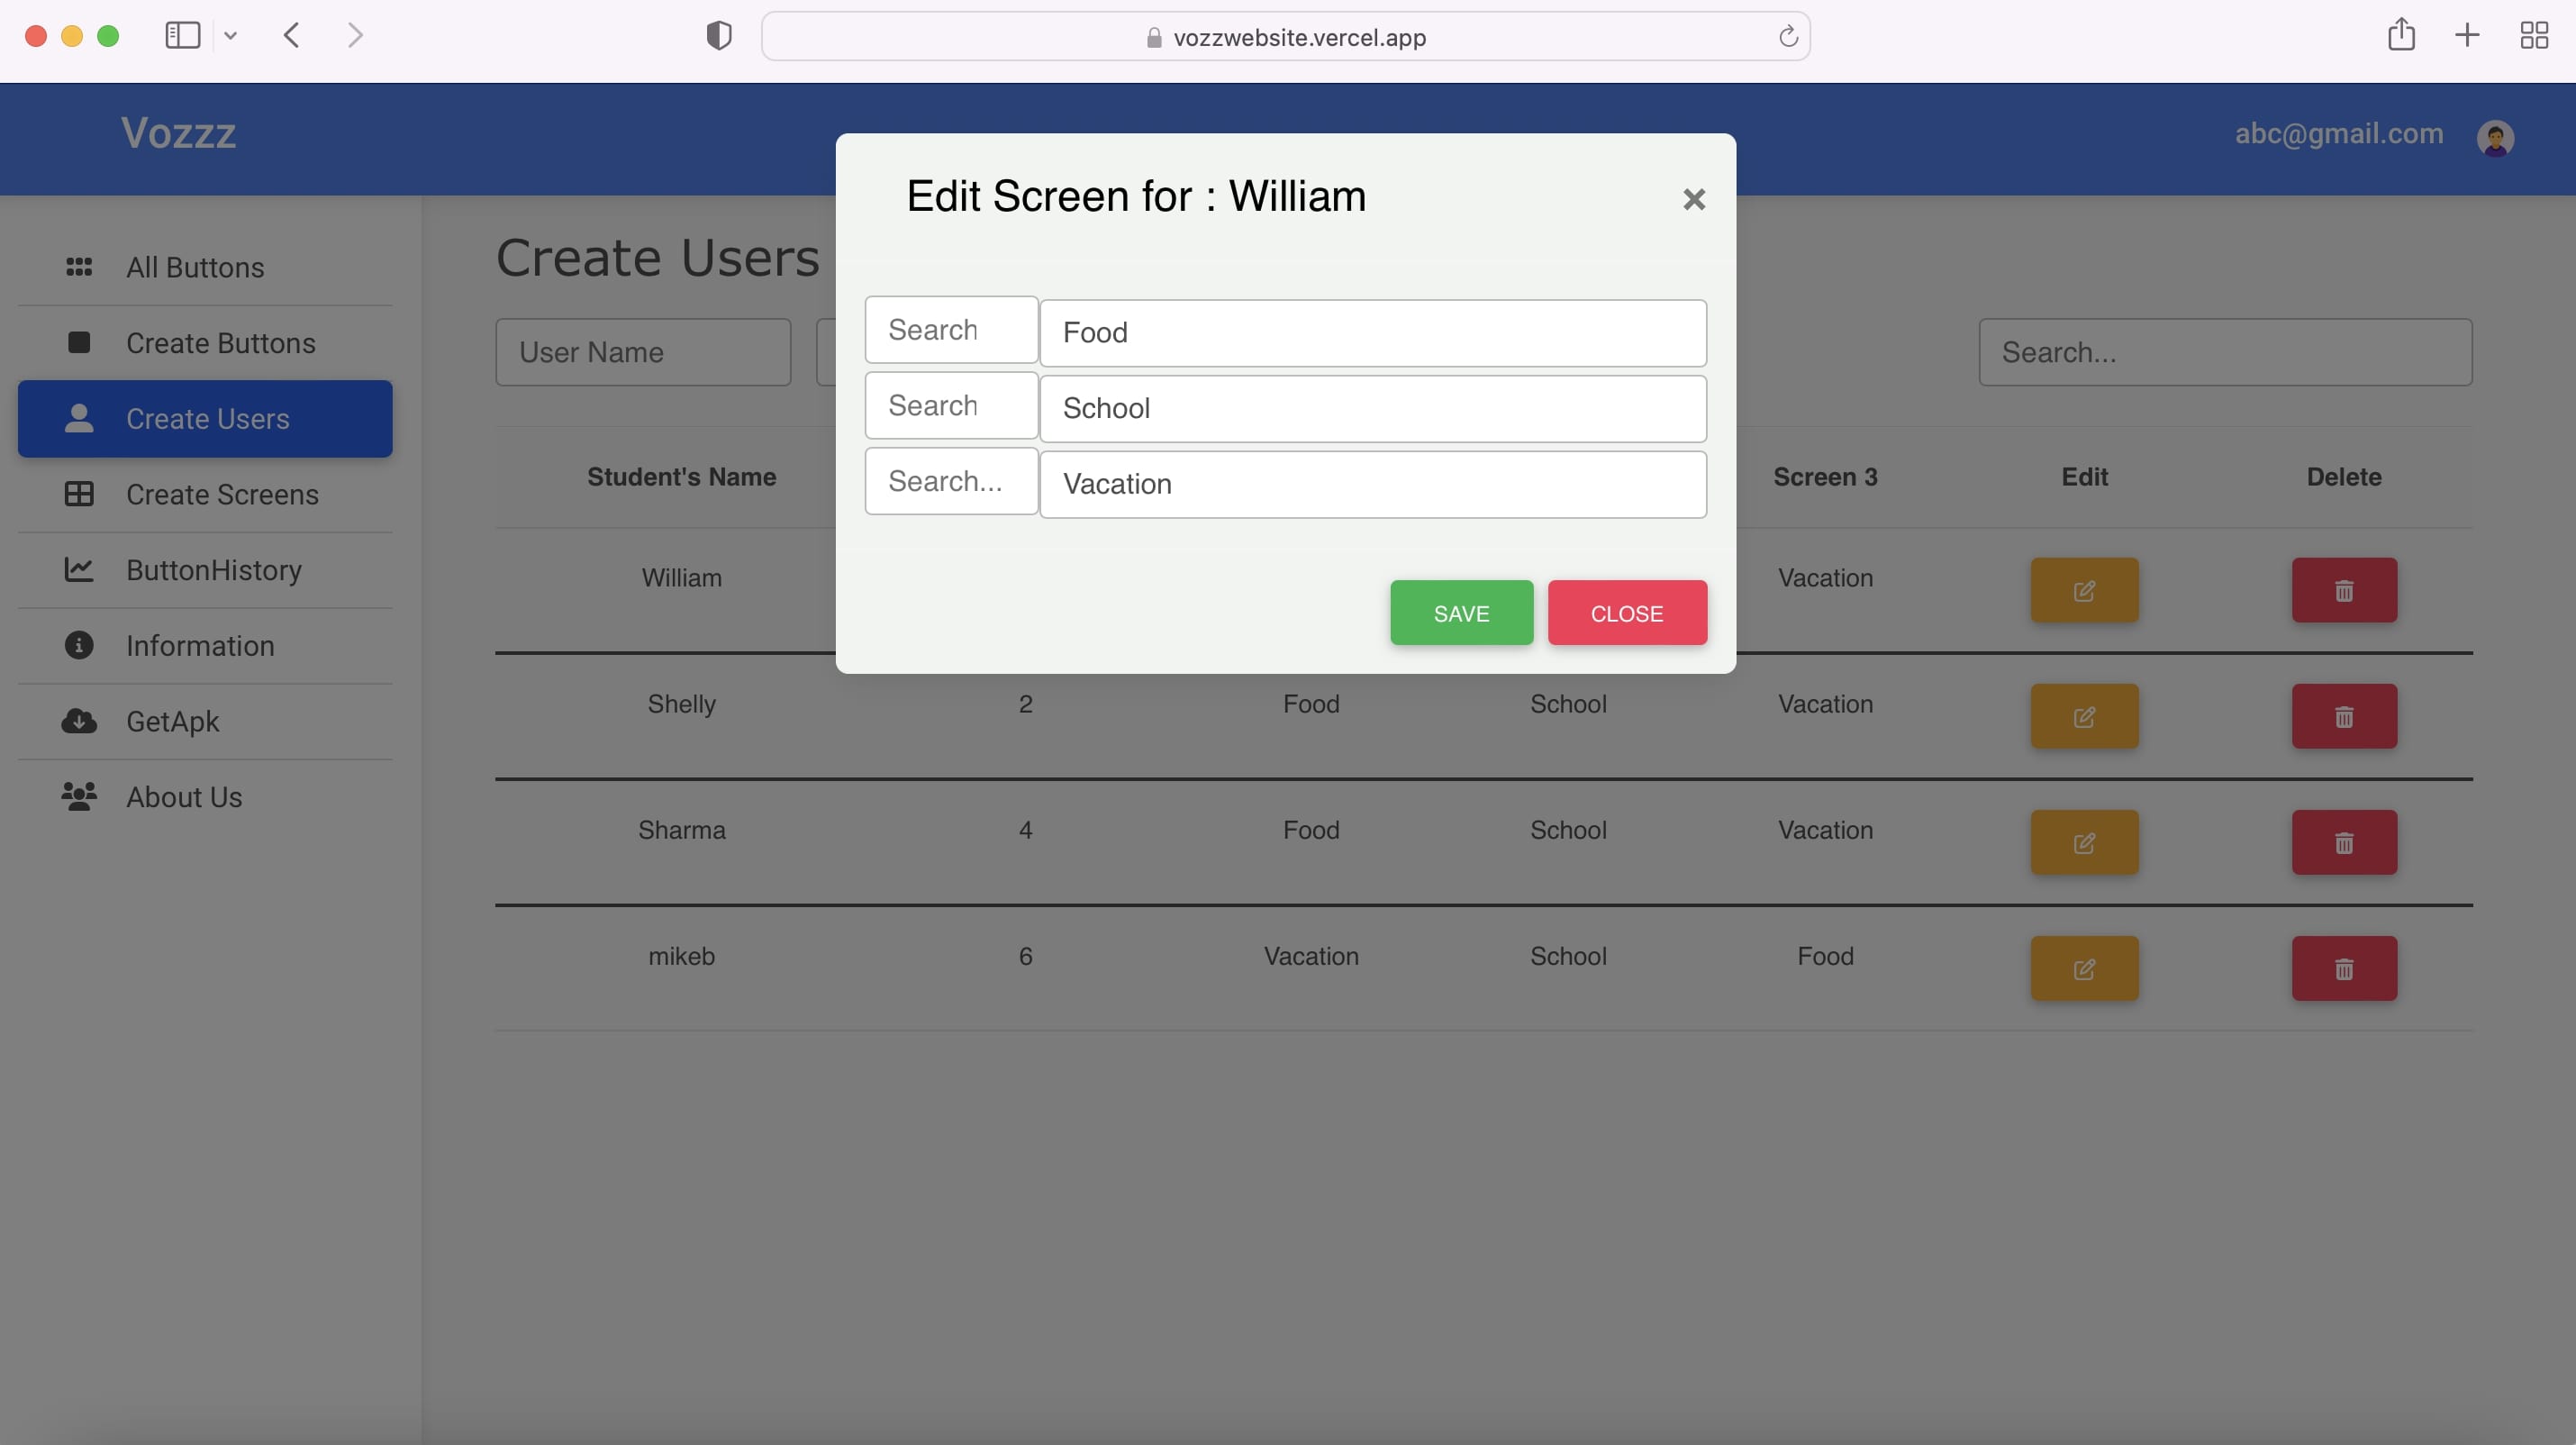 vozzwebsite.vercel.app
Vozzz
abc@gmail.com
All Buttons
Create Buttons
Create Users
Create Screens
ButtonHistory
Information
GetApk
About Us
Create Users
User Name
Search...
Edit Screen for : William
×
Search
Food
Search
School
Search...
Vacation
SAVE CLOSE
Student's Name Screen 3 Edit Delete
William Vacation
Shelly 2 Food School Vacation
Sharma 4 Food School Vacation
mikeb 6 Vacation School Food